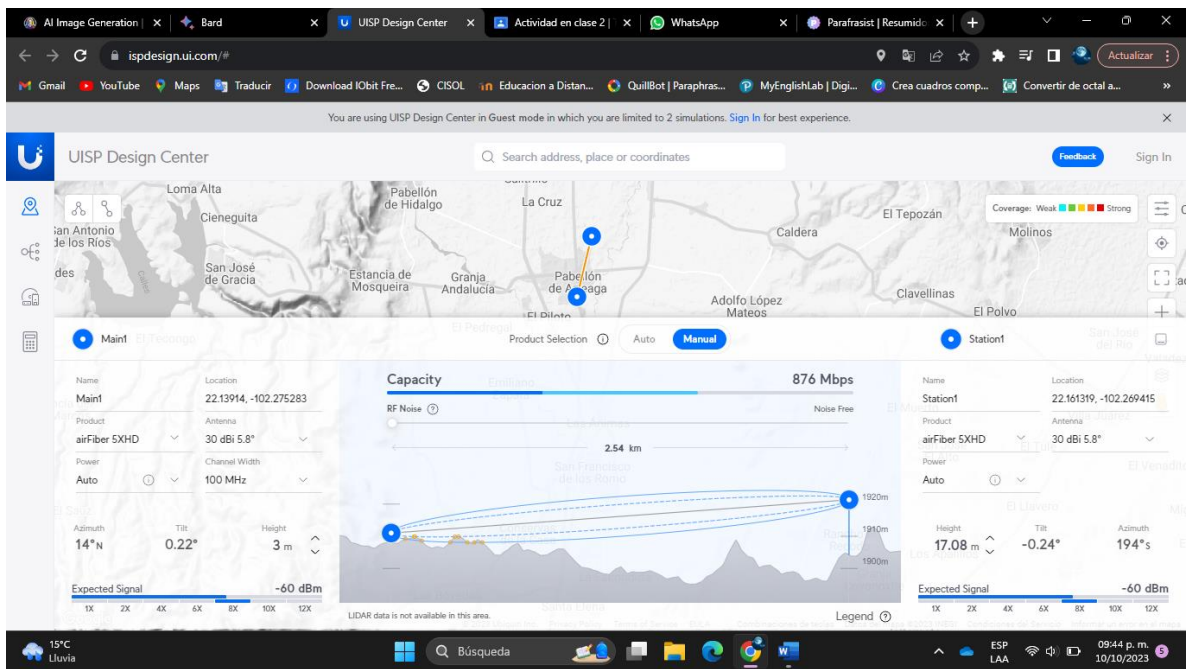 AI Image Generation |
Bard
UISP Design Center
Actividad en clase 2 |
WhatsApp
Parafrasist | Resumido
ispdesign.ui.com/#
Actualizar
Gmail
YouTube
Maps
Traducir
Download IObit Fre...
CISOL
Educacion a Distan...
QuillBot | Paraphras...
MyEnglishLab | Digi...
Crea cuadros comp...
Convertir de octal a...
»
You are using UISP Design Center in Guest mode in which you are limited to 2 simulations. Sign In for best experience.
UISP Design Center
Search address, place or coordinates
Feedback
Sign In
Loma Alta
Cieneguita
San Antonio
de los Ríos
San José
de Gracia
Pabellón
de Hidalgo
La Cruz
Estancia de
Mosqueira
Granja
Andalucía
Pabellón
de Arteaga
Caldera
Adolfo López
Mateos
El Tepozán
Molinos
Clavellinas
El Polvo
Coverage: Weak Strong
Main1
Product Selection
Auto
Manual
Station1
Name
Main1
Location
22.13914, -102.275283
Product
airFiber 5XHD
Antenna
30 dBi 5.8°
Power
Auto
Channel Width
100 MHz
Azimuth
14°N
Tilt
0.22°
Height
3 m
Expected Signal
-60 dBm
1X 2X 4X 6X 8X 10X 12X
Capacity
876 Mbps
RF Noise
Noise Free
2.54 km
1920m
1910m
1900m
LIDAR data is not available in this area.
Legend
Name
Station1
Location
22.161319, -102.269415
Product
airFiber 5XHD
Antenna
30 dBi 5.8°
Power
Auto
Height
17.08 m
Tilt
-0.24°
Azimuth
194°S
Expected Signal
-60 dBm
1X 2X 4X 6X 8X 10X 12X
15°C
Lluvia
Búsqueda
ESP
LAA
09:44 p. m.
10/10/2023
5